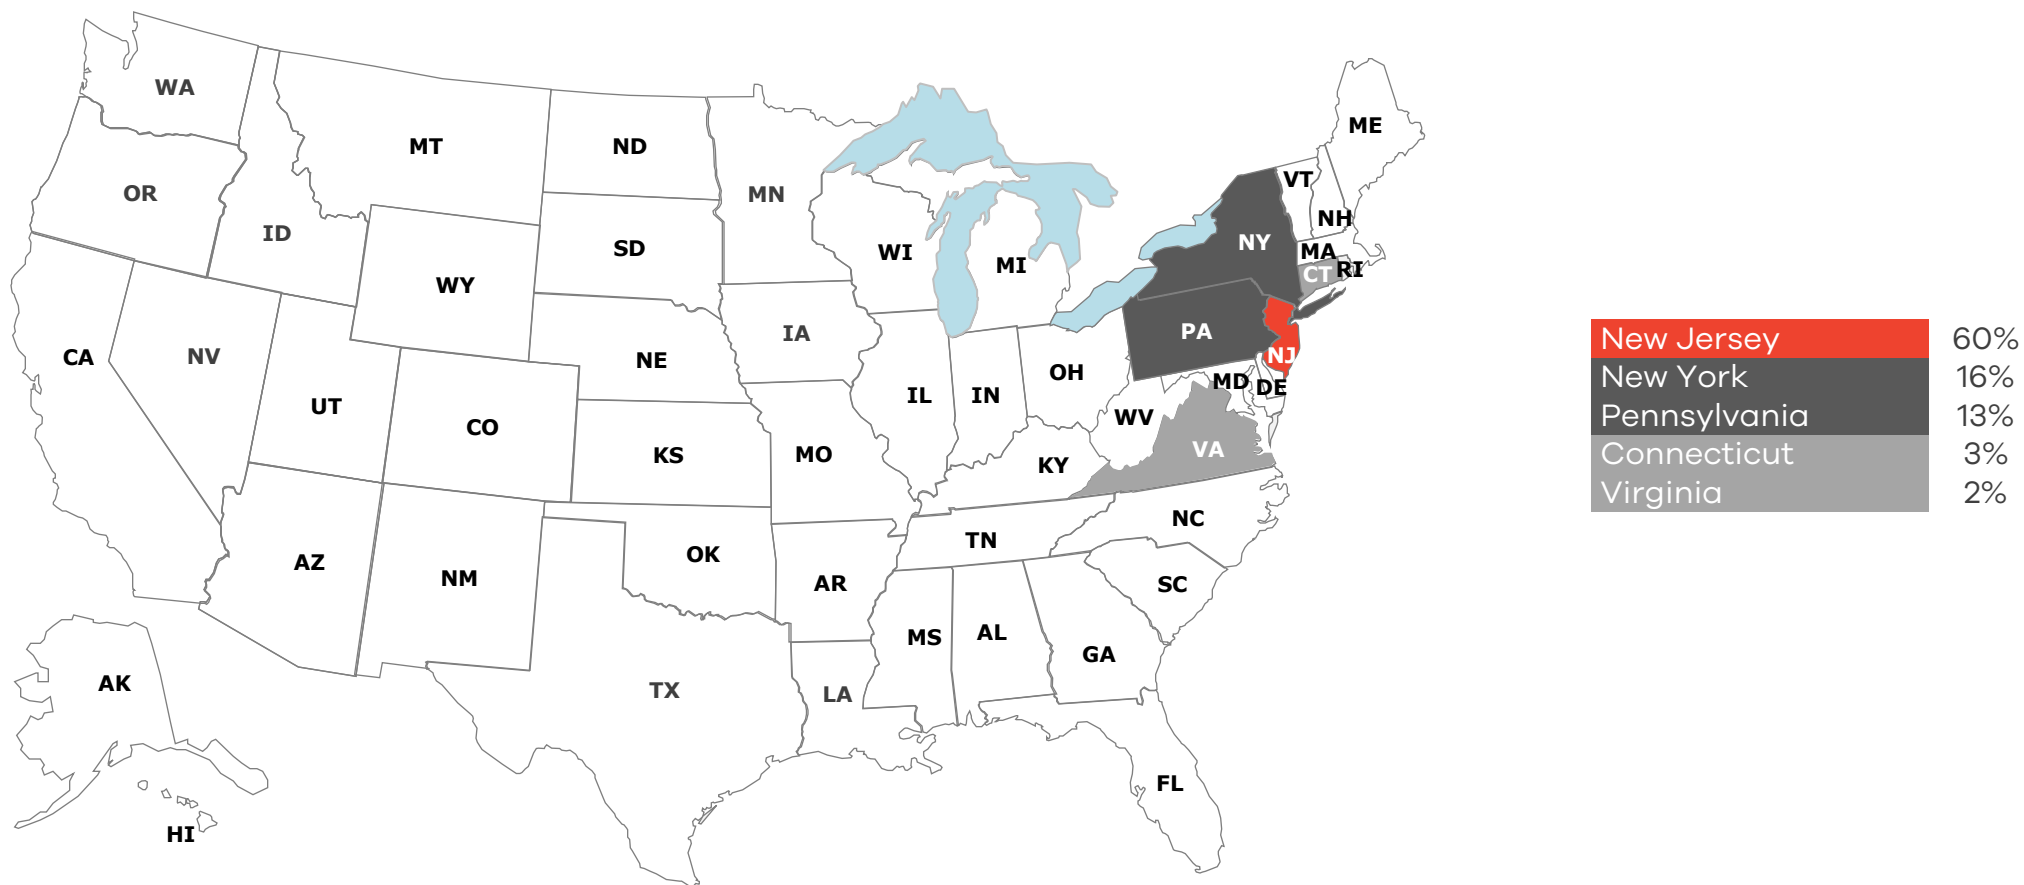 WA
ME
MT
ND
VT
OR
MN
NH
ID
NY
SD
WI
MA
MI
CT
RI
WY
PA
IA
New Jersey 60%
CA
NV
NE
NJ
OH
New York 16%
MD
DE
UT
IL
IN
Pennsylvania 13%
CO
WV
KS
MO
KY
VA
Connecticut 3%
Virginia 2%
NC
TN
AZ
OK
NM
AR
SC
MS
AL
GA
AK
TX
LA
FL
HI